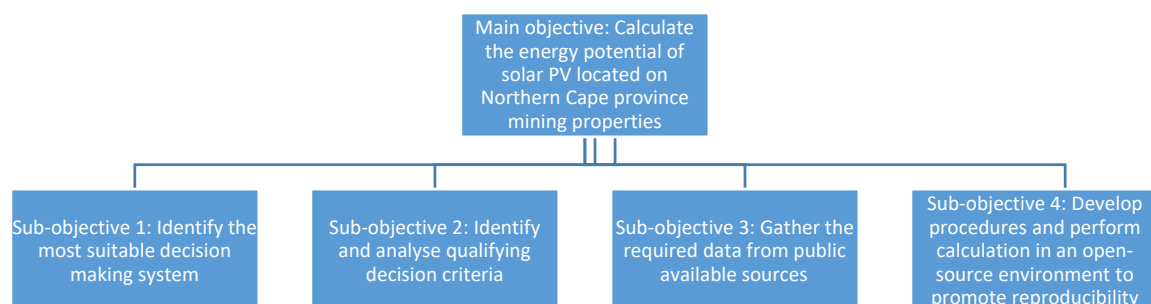 Main objective: Calculate
the energy potential of
solar PV located on
Northern Cape province
mining properties
Sub-objective 1: Identify the
most suitable decision
making system
Sub-objective 2: Identify
and analyse qualifying
decision criteria
Sub-objective 3: Gather the
required data from public
available sources
Sub-objective 4: Develop
procedures and perform
calculation in an open-
source environment to
promote reproducibility